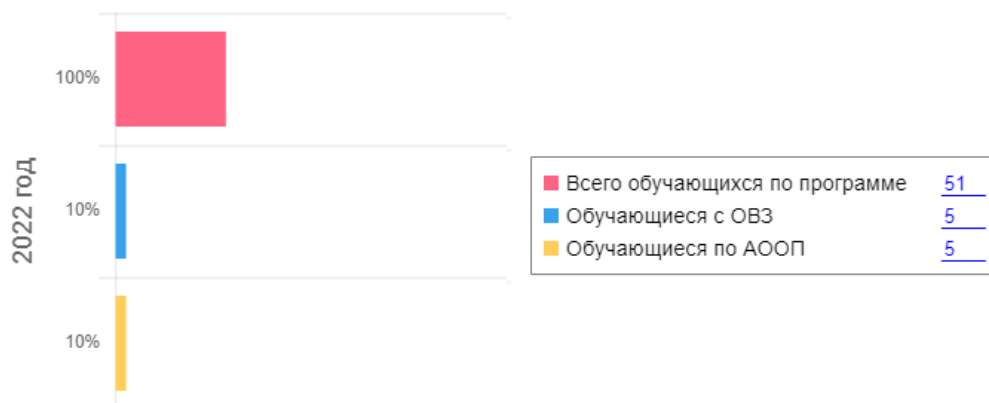 2022 год
100%
10%
10%
Всего обучающихся по программе 51
Обучающиеся с ОВЗ 5
Обучающиеся по АООП 5